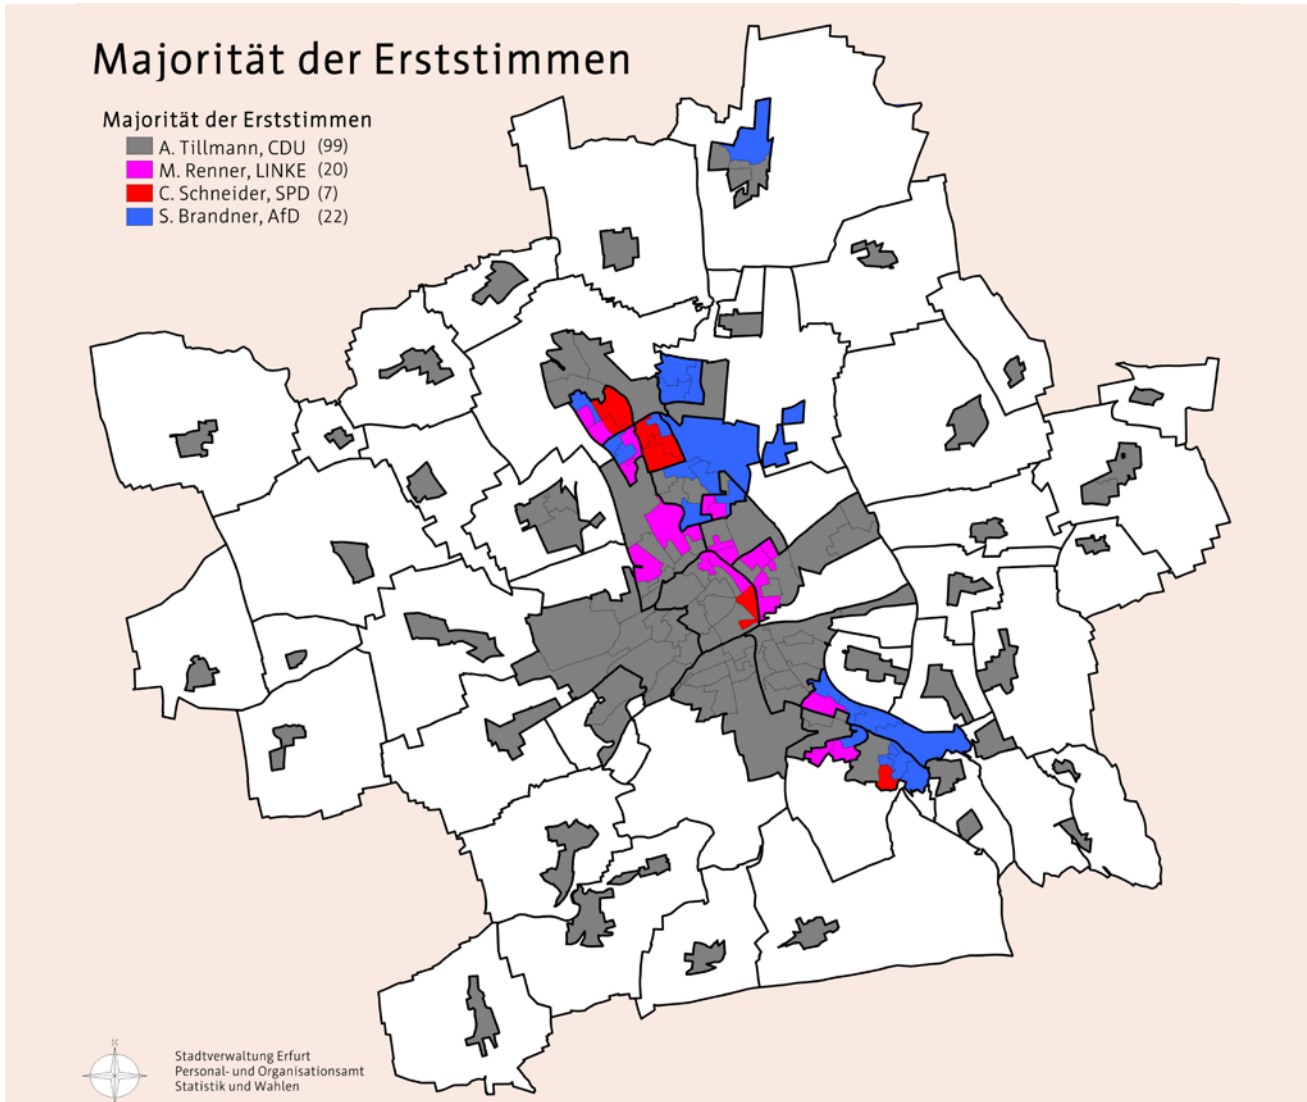 Majorität der Erststimmen
Majorität der Erststimmen
A. Tillmann, CDU (99)
M. Renner, LINKE (20)
C. Schneider, SPD (7)
S. Brandner, AfD (22)
N
Stadtverwaltung Erfurt
Personal- und Organisationsamt
Statistik und Wahlen